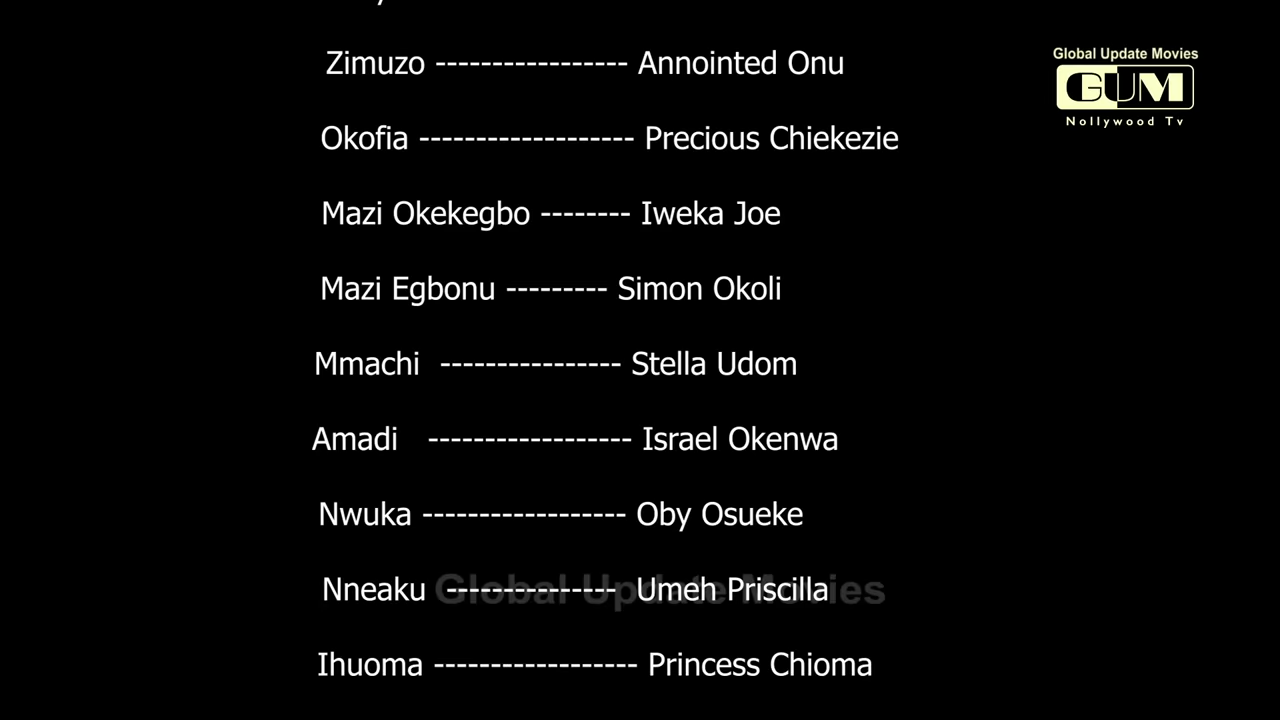 Zimuzo ----------------- Annointed Onu
Global Update Movies
GUM
Nollywood Tv
Okofia ------------------- Precious Chiekezie
Mazi Okekegbo -------- Iweka Joe
Mazi Egbonu --------- Simon Okoli
Mmachi ---------------- Stella Udom
Amadi ------------------ Israel Okenwa
Nwuka ------------------ Oby Osueke
Nneaku --------------- Umeh Priscilla
Global Update Movies
Ihuoma ------------------ Princess Chioma